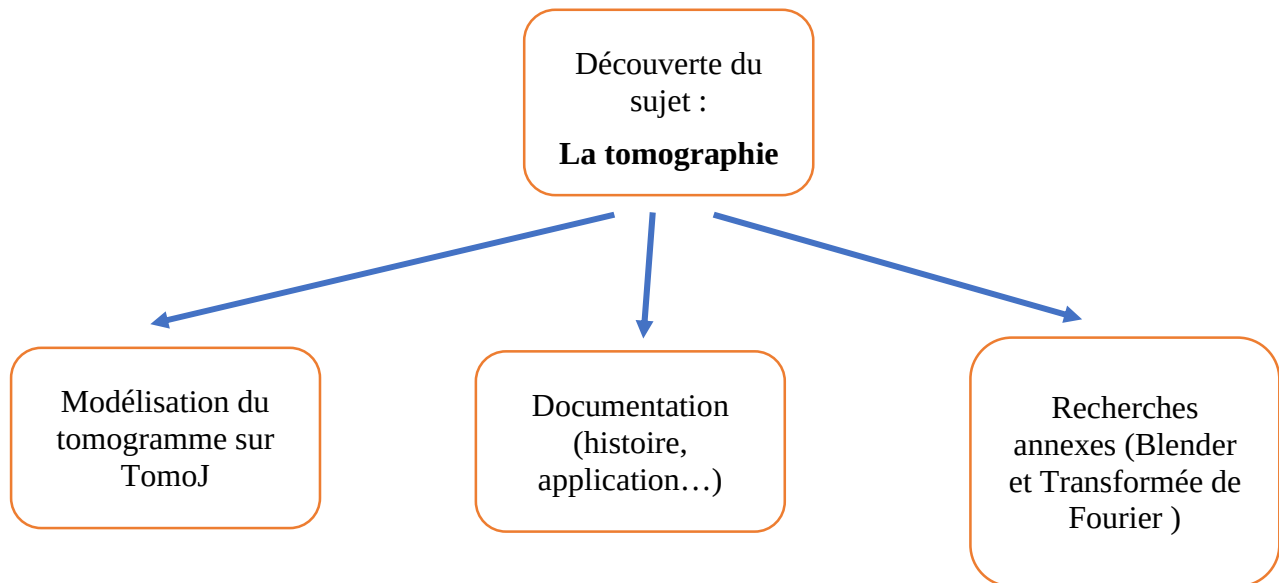 Découverte du
sujet :
La tomographie
Modélisation du
tomogramme sur
TomoJ
Documentation
(histoire,
application…)
Recherches
annexes (Blender
et Transformée de
Fourier )